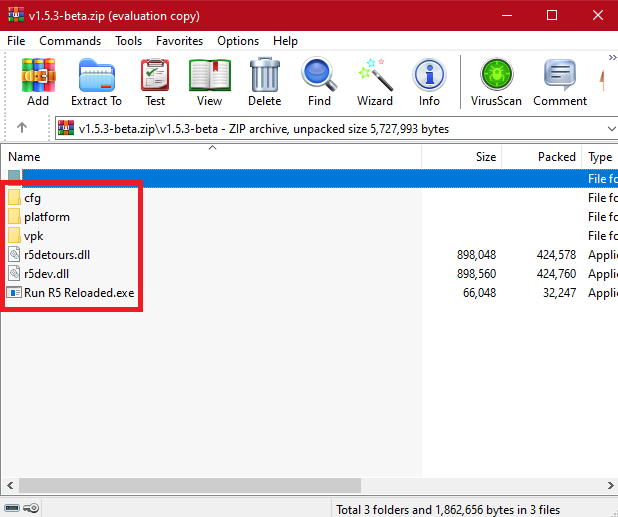 v1.5.3-beta.zip (evaluation copy)
File Commands Tools Favorites Options Help
Add Extract To Test View Delete Find Wizard Info VirusScan Comment
v1.5.3-beta.zip\v1.5.3-beta - ZIP archive, unpacked size 5,727,993 bytes
Name Size Packed Type
File fo
cfg File fo
platform File fo
vpk File fo
r5detours.dll 898,048 424,578 Applic
r5dev.dll 898,560 424,760 Applic
Run R5 Reloaded.exe 66,048 32,247 Applic
Total 3 folders and 1,862,656 bytes in 3 files